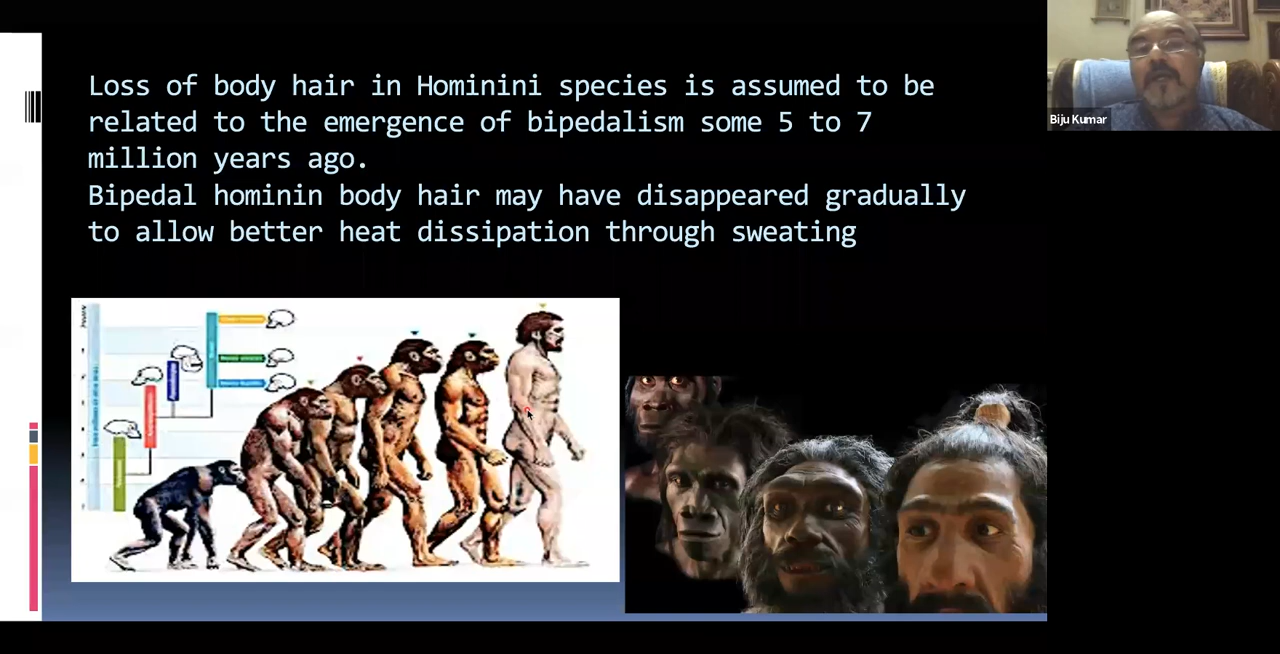 Loss of body hair in Hominini species is assumed to be
related to the emergence of bipedalism some 5 to 7
million years ago.
Bipedal hominin body hair may have disappeared gradually
to allow better heat dissipation through sweating
Biju Kumar